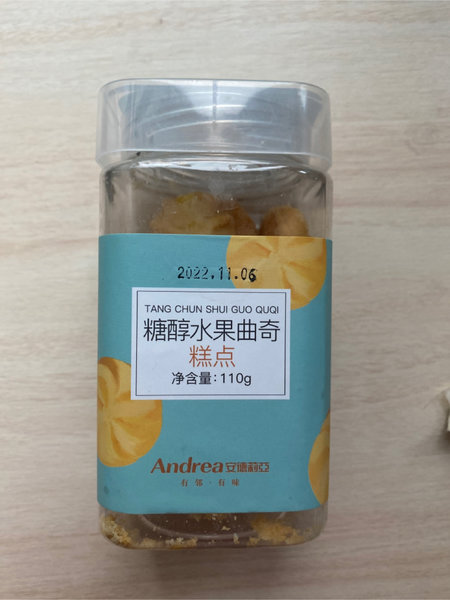 2022.11.06
TANG CHUN SHUI GUO QUQI
糖醇水果曲奇
糕点
净含量：110g
Andrea安德莉亞
有邻·有味